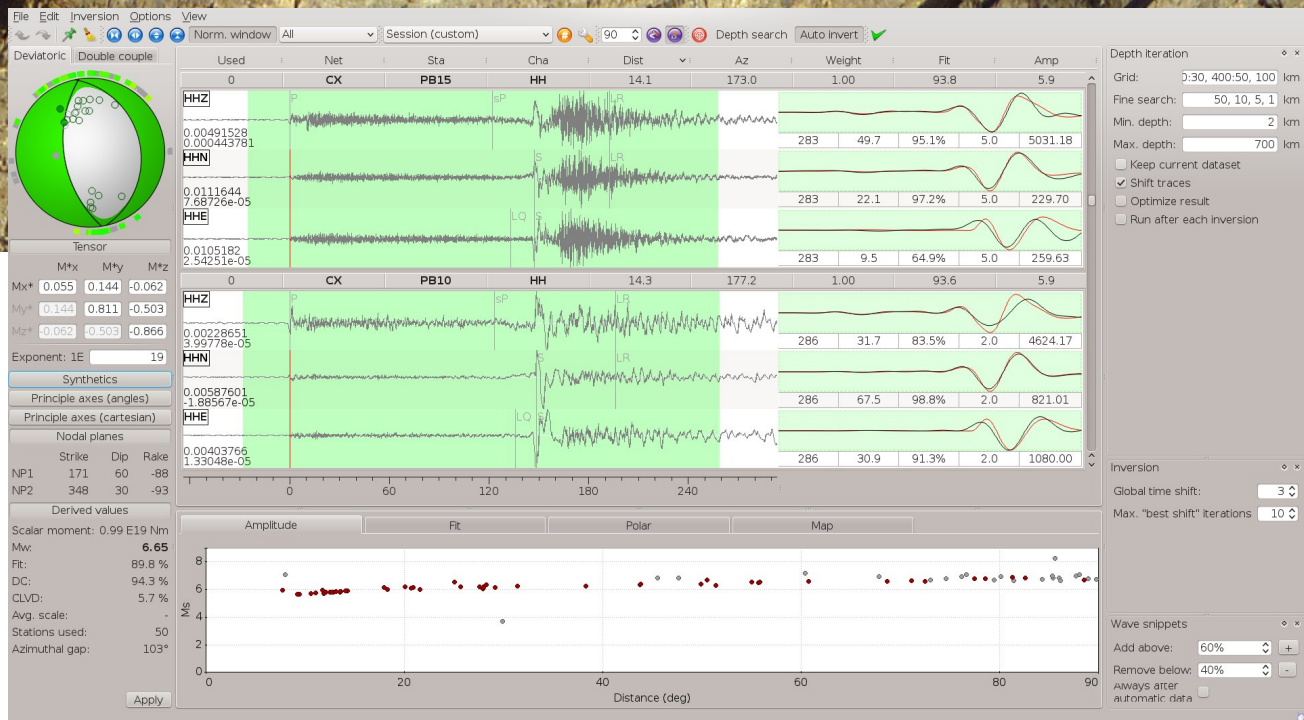 File Edit Inversion Options View
Norm. window All Session (custom) 90 Depth search Auto invert
Deviatoric Double couple
Tensor
M*x M*y M*z
Mx* 0.055 0.144 -0.062
My* 0.144 0.811 -0.503
Mz* -0.062 -0.503 -0.866
Exponent: 1E 19
Synthetics
Principle axes (angles)
Principle axes (cartesian)
Nodal planes
Strike Dip Rake
NP1 171 60 -88
NP2 348 30 -93
Derived values
Scalar moment: 0.99 E19 Nm
Mw: 6.65
Fit: 89.8 %
DC: 94.3 %
CLVD: 5.7 %
Avg. scale: -
Stations used: 50
Azimuthal gap: 103°
Apply
Used Net Sta Cha Dist Az Weight Fit Amp
0 CX PB15 HH 14.1 173.0 1.00 93.8 5.9
HHZ P sP LR
0.00491528
0.000443781
283 49.7 95.1% 5.0 5031.18
HHN S LR
0.0111644
7.68726e-05
283 22.1 97.2% 5.0 229.70
HHE LQ S
0.0105182
2.54251e-05
283 9.5 64.9% 5.0 259.63
0 CX PB10 HH 14.3 177.2 1.00 93.6 5.9
HHZ P sP LR
0.00228651
3.99778e-05
286 31.7 83.5% 2.0 4624.17
HHN S LR
0.00587601
-1.88567e-05
286 67.5 98.8% 2.0 821.01
HHE LQ S
0.00403766
1.33048e-05
286 30.9 91.3% 2.0 1080.00
0 60 120 180 240
Amplitude Fit Polar Map
Ms
8
6
4
2
0
0 20 40 60 80 90
Distance (deg)
Depth iteration
Grid: 0:30, 400:50, 100 km
Fine search: 50, 10, 5, 1 km
Min. depth: 2 km
Max. depth: 700 km
Keep current dataset
Shift traces
Optimize result
Run after each inversion
Inversion
Global time shift: 3
Max. "best shift" iterations 10
Wave snippets
Add above: 60% +
Remove below: 40% -
Always after
automatic data